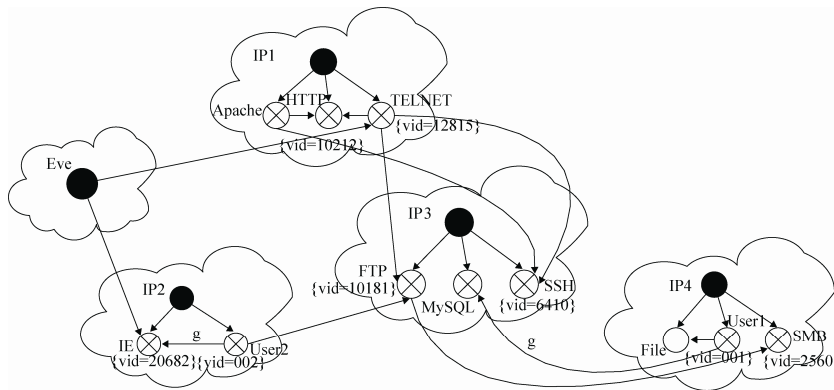 IP1
Apache
HTTP
TELNET
{vid=12815}
{vid=10212}
Eve
IP3
FTP
{vid=10181}
MySQL
SSH
{vid=6410}
IP2
IE
g
User2
{vid=20682}
{vid=002}
IP4
User1
SMB
File
{vid=001}
{vid=2560
g